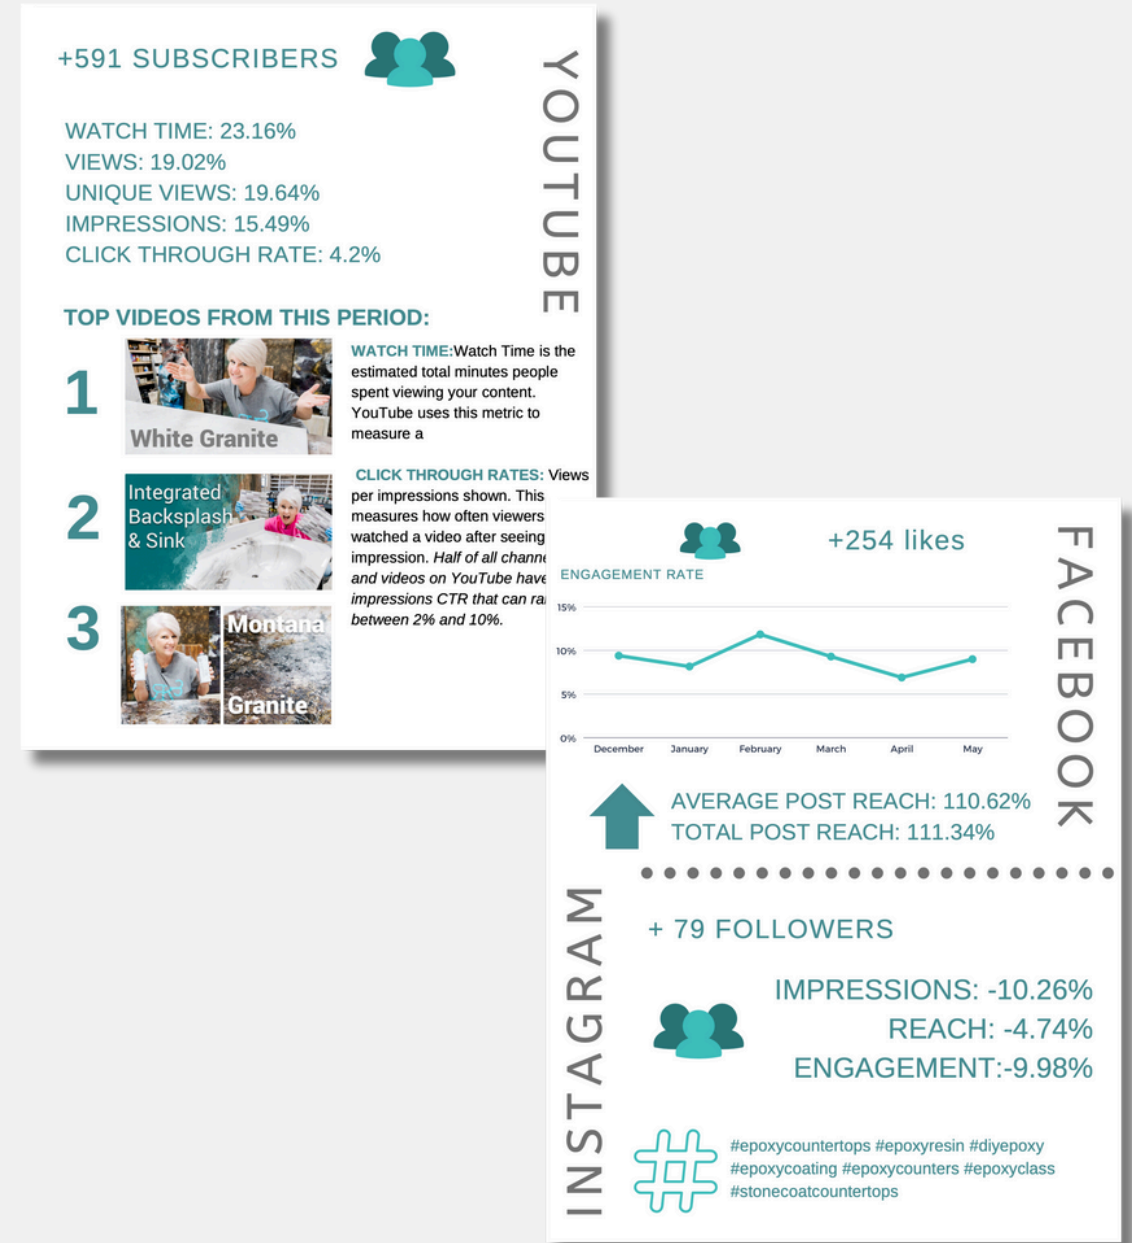 +591 SUBSCRIBERS
YOUTUBE
WATCH TIME: 23.16%
VIEWS: 19.02%
UNIQUE VIEWS: 19.64%
IMPRESSIONS: 15.49%
CLICK THROUGH RATE: 4.2%
TOP VIDEOS FROM THIS PERIOD:
1
White Granite
2
Integrated
Backsplash
& Sink
3
Montana
Granite
WATCH TIME:Watch Time is the
estimated total minutes people
spent viewing your content.
YouTube uses this metric to
measure a
CLICK THROUGH RATES: Views
per impressions shown. This
measures how often viewers
watched a video after seeing
impression. Half of all
and videos on YouTube have
impressions CTR that can
between 2% and 10%.
+254 likes
FACEBOOK
ENGAGEMENT RATE
15%
10%
5%
0%
December January February March April May
AVERAGE POST REACH: 110.62%
TOTAL POST REACH: 111.34%
INSTAGRAM
+ 79 FOLLOWERS
IMPRESSIONS: -10.26%
REACH: -4.74%
ENGAGEMENT:-9.98%
#epoxycountertops #epoxyresin #diyepoxy
#epoxycoating #epoxycounters #epoxyclass
#stonecoatcountertops